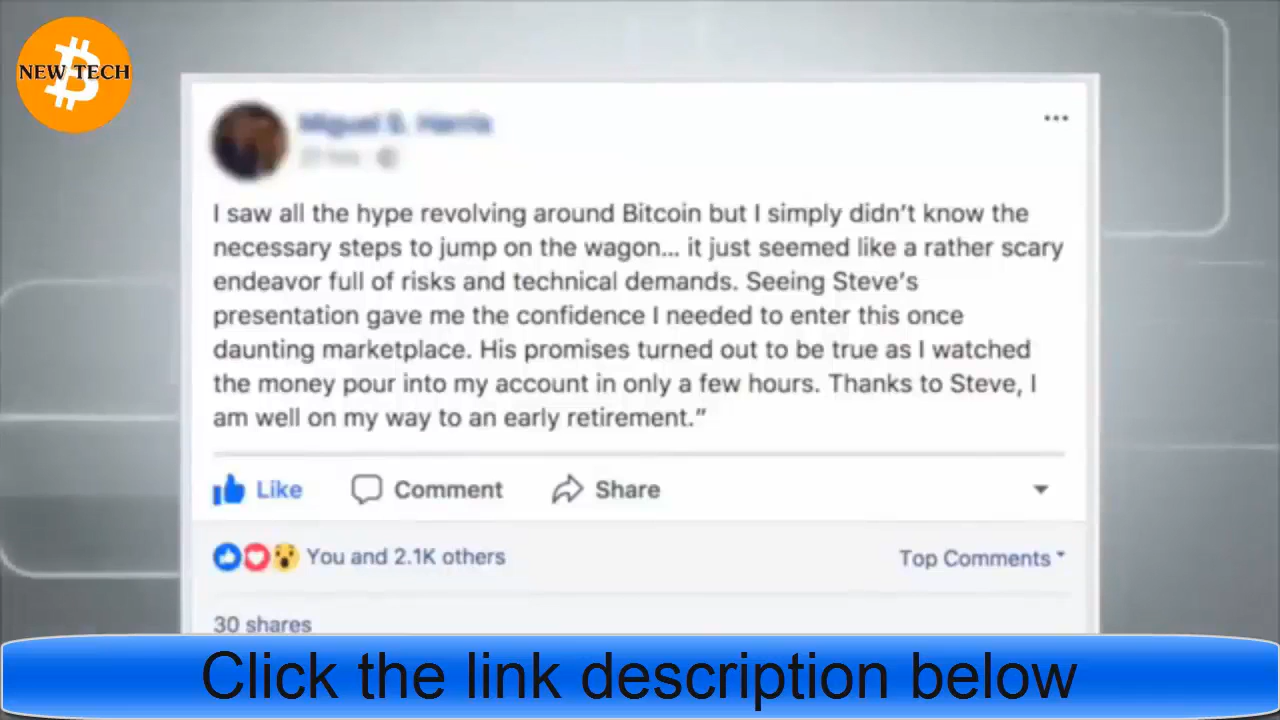 NEW TECH
Miguel S. Harris
I saw all the hype revolving around Bitcoin but I simply didn't know the
necessary steps to jump on the wagon... it just seemed like a rather scary
endeavor full of risks and technical demands. Seeing Steve's
presentation gave me the confidence I needed to enter this once
daunting marketplace. His promises turned out to be true as I watched
the money pour into my account in only a few hours. Thanks to Steve, I
am well on my way to an early retirement.”
Like Comment Share
You and 2.1K others Top Comments
30 shares
Click the link description below